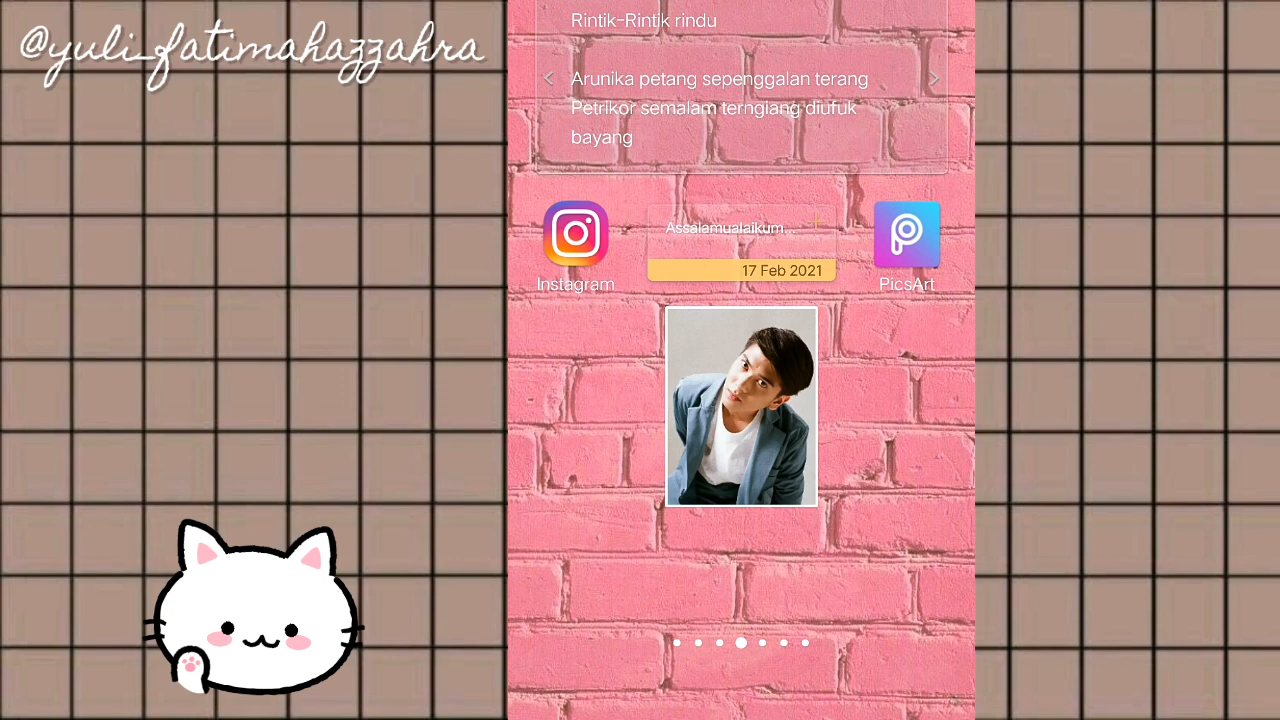 @yuli_fatimahazzahra
Rintik-Rintik rindu
Arunika petang sepenggalan terang
Petrikor semalam terngiang diufuk
bayang
Assalamualaikum...
17 Feb 2021
Instagram
PicsArt